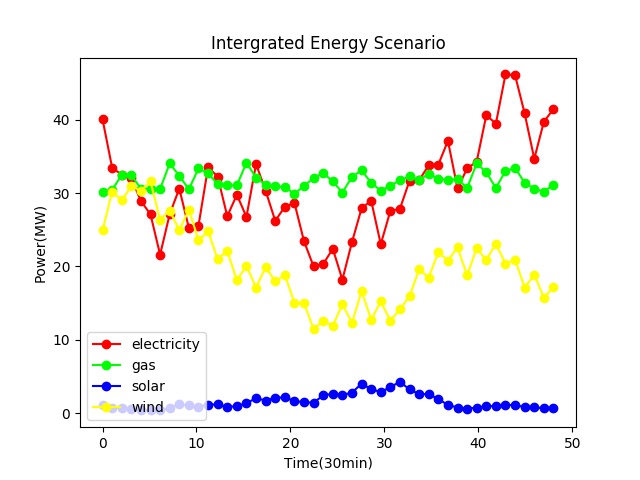 Intergrated Energy Scenario
Power(MW)
40
30
20
10
0
electricity
gas
solar
wind
0 10 20 30 40 50
Time(30min)